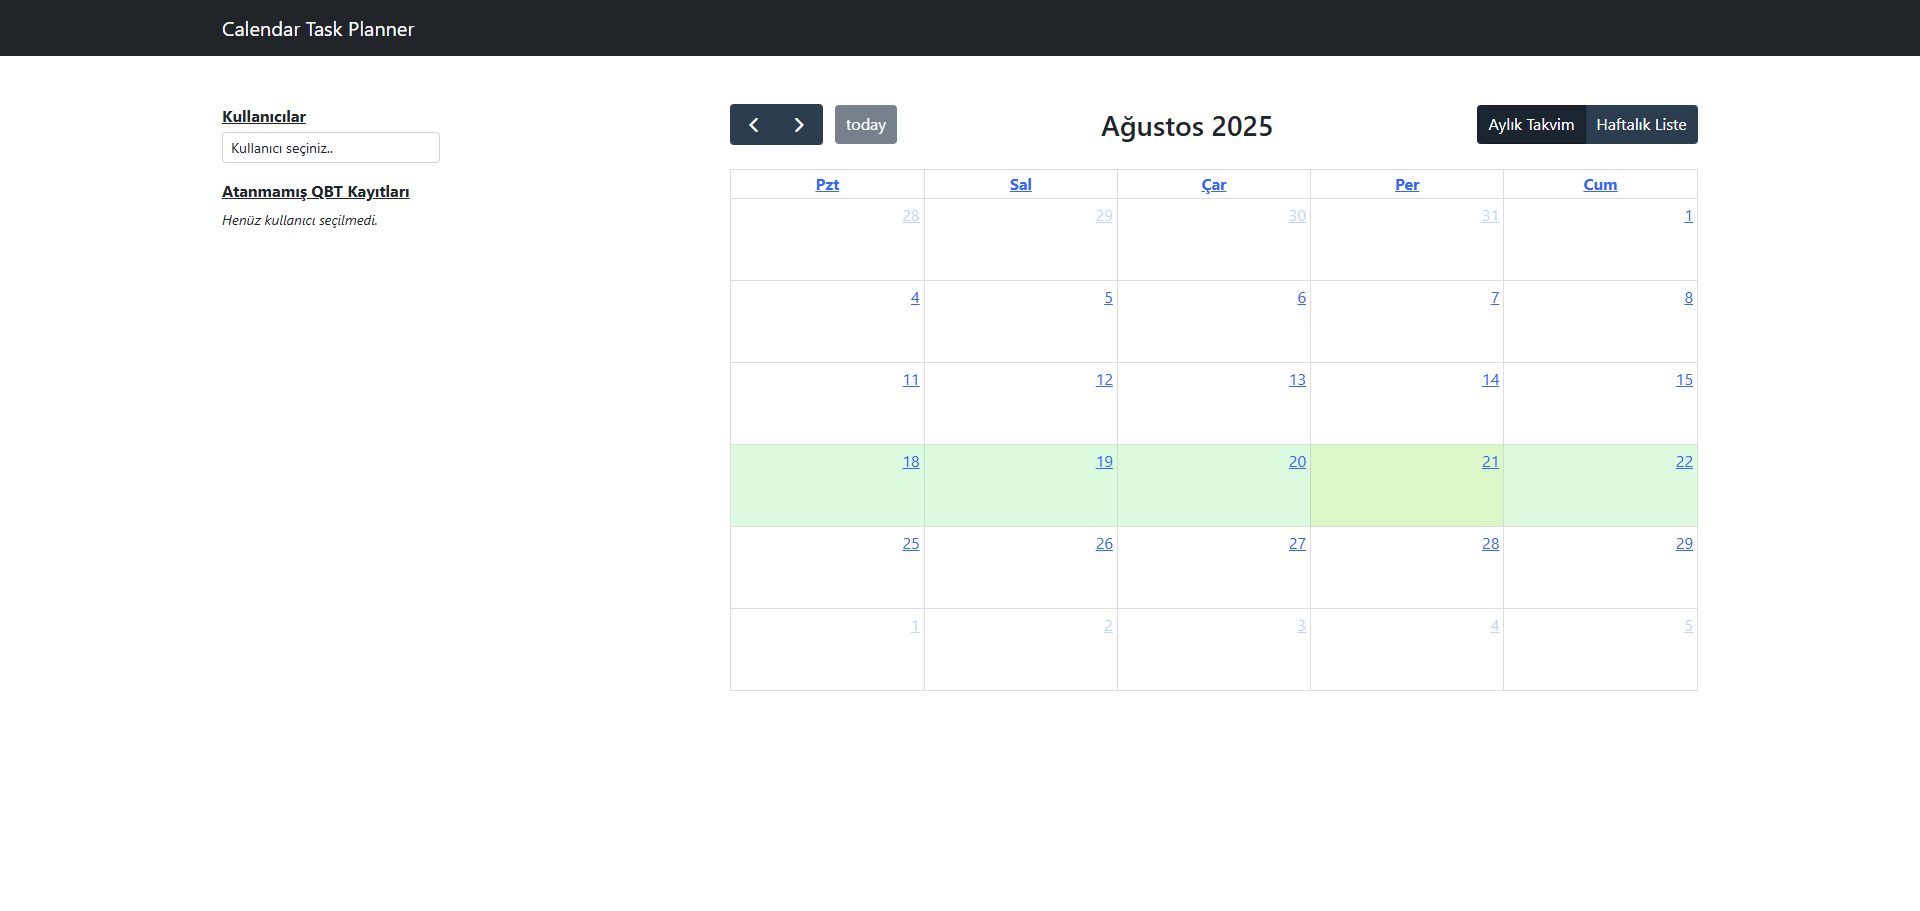 Calendar Task Planner
Kullanıcılar
Kullanıcı seçiniz..
Atanmamış QBT Kayıtları
Henüz kullanıcı seçilmedi.
today
Ağustos 2025
Aylık Takvim Haftalık Liste
Pzt Sal Çar Per Cum
28 29 30 31 1
4 5 6 7 8
11 12 13 14 15
18 19 20 21 22
25 26 27 28 29
1 2 3 4 5